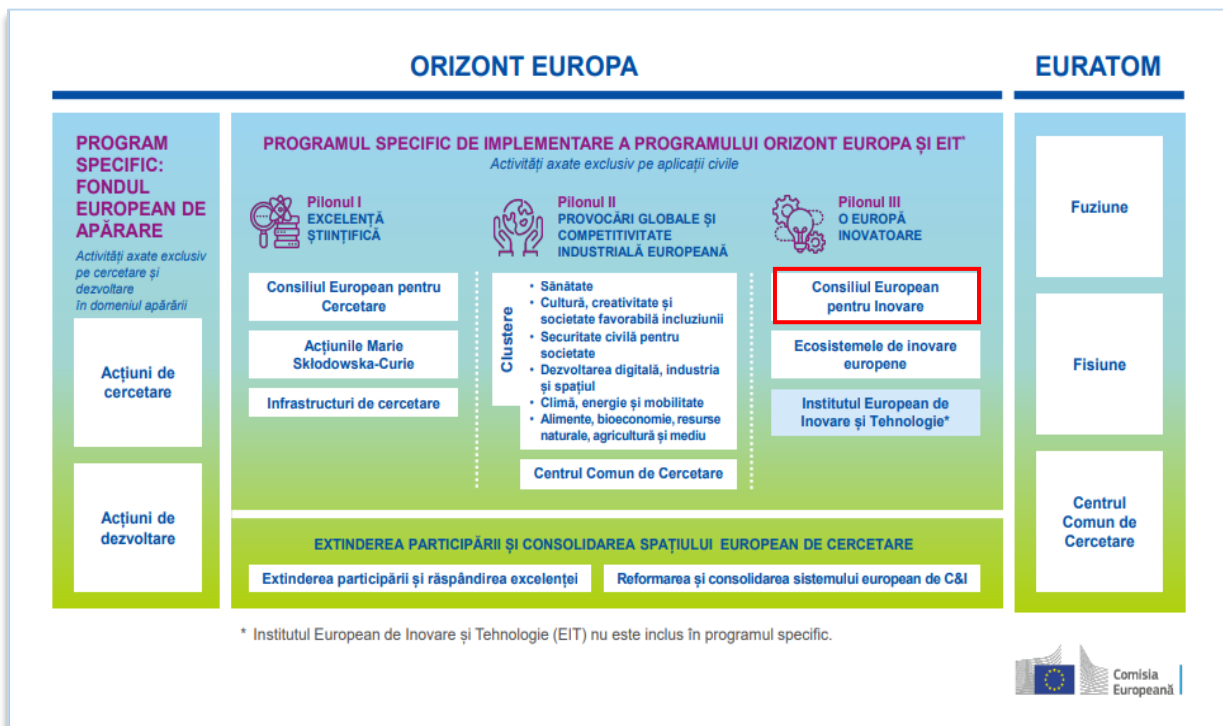 ORIZONT EUROPA
EURATOM
PROGRAM
SPECIFIC:
FONDUL
EUROPEAN DE
APĂRARE
Activități axate exclusiv
pe cercetare și
dezvoltare
în domeniul apărării
Acțiuni de
cercetare
Acțiuni de
dezvoltare
PROGRAMUL SPECIFIC DE IMPLEMENTARE A PROGRAMULUI ORIZONT EUROPA ȘI EIT*
Activități axate exclusiv pe aplicații civile
Pilonul I
EXCELENȚĂ
ȘTIINȚIFICĂ
Consiliul European pentru
Cercetare
Acțiunile Marie
Skłodowska-Curie
Infrastructuri de cercetare
Pilonul II
PROVOCĂRI GLOBALE ȘI
COMPETITIVITATE
INDUSTRIALĂ EUROPEANĂ
Clustere
• Sănătate
• Cultură, creativitate și
societate favorabilă incluziunii
• Securitate civilă pentru
societate
• Dezvoltarea digitală, industria
și spațiul
• Climă, energie și mobilitate
• Alimente, bioeconomie, resurse
naturale, agricultură și mediu
Centrul Comun de Cercetare
Pilonul III
O EUROPĂ
INOVATOARE
Consiliul European
pentru Inovare
Ecosistemele de inovare
europene
Institutul European de
Inovare și Tehnologie*
EXTINDEREA PARTICIPĂRII ȘI CONSOLIDAREA SPAȚIULUI EUROPEAN DE CERCETARE
Extinderea participării și răspândirea excelenței
Reformarea și consolidarea sistemului european de C&I
Fuziune
Fisiune
Centrul
Comun de
Cercetare
* Institutul European de Inovare și Tehnologie (EIT) nu este inclus în programul specific.
Comisia
Europeană